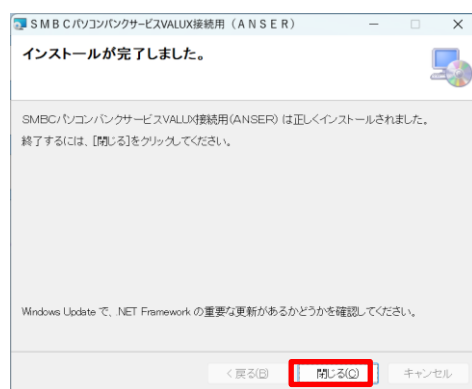 SMBCパソコンバンクサービスVALUX接続用（ANSER）
インストールが完了しました。
SMBCパソコンバンクサービスVALUX接続用(ANSER) は正しくインストールされました。
終了するには、[閉じる]をクリックしてください。
Windows Update で、.NET Framework の重要な更新があるかどうかを確認してください。
< 戻る(B) 閉じる(C) キャンセル